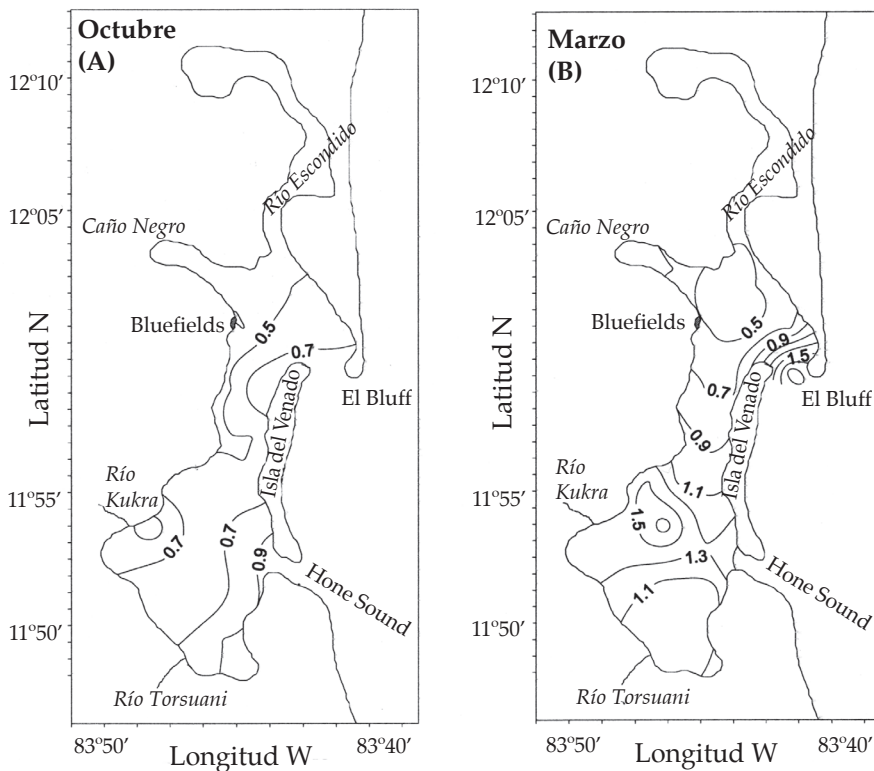 Octubre
(A)
12º10'
12º05'
11º55'
11º50'
Latitud N
Río Escondido
Caño Negro
Bluefields
0.5
0.7
El Bluff
Isla del Venado
Río
Kukra
0.7
0.7
0.9
Hone Sound
Río Torsuani
83º50'
83º40'
Longitud W
Marzo
(B)
12º10'
12º05'
11º55'
11º50'
Latitud N
Río Escondido
Caño Negro
Bluefields
0.5
0.9
1.5
El Bluff
0.7
0.9
Isla del Venado
Río
Kukra
1.1
1.5
1.3
1.1
Hone Sound
Río Torsuani
83º50'
83º40'
Longitud W